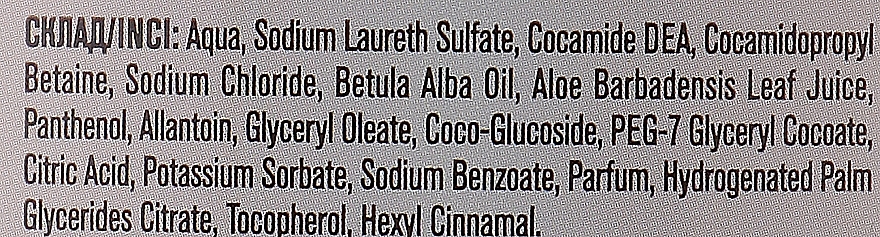 СКЛАД/INCI: Aqua, Sodium Laureth Sulfate, Cocamide DEA, Cocamidopropyl
Betaine, Sodium Chloride, Betula Alba Oil, Aloe Barbadensis Leaf Juice,
Panthenol, Allantoin, Glyceryl Oleate, Coco-Glucoside, PEG-7 Glyceryl Cocoate,
Citric Acid, Potassium Sorbate, Sodium Benzoate, Parfum, Hydrogenated Palm
Glycerides Citrate, Tocopherol, Hexyl Cinnamal.